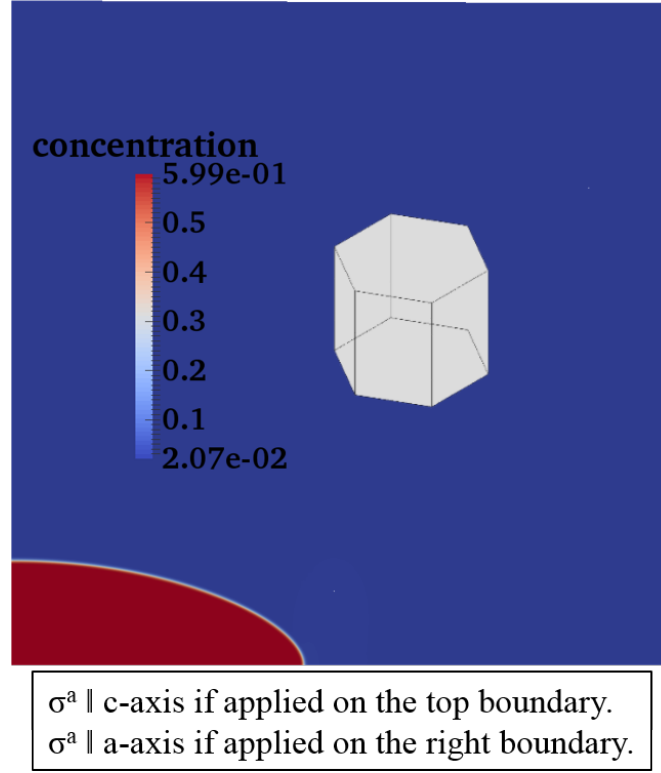 concentration
5.99e-01
0.5
0.4
0.3
0.2
0.1
2.07e-02
σᵃ ∥ c-axis if applied on the top boundary.
σᵃ ∥ a-axis if applied on the right boundary.